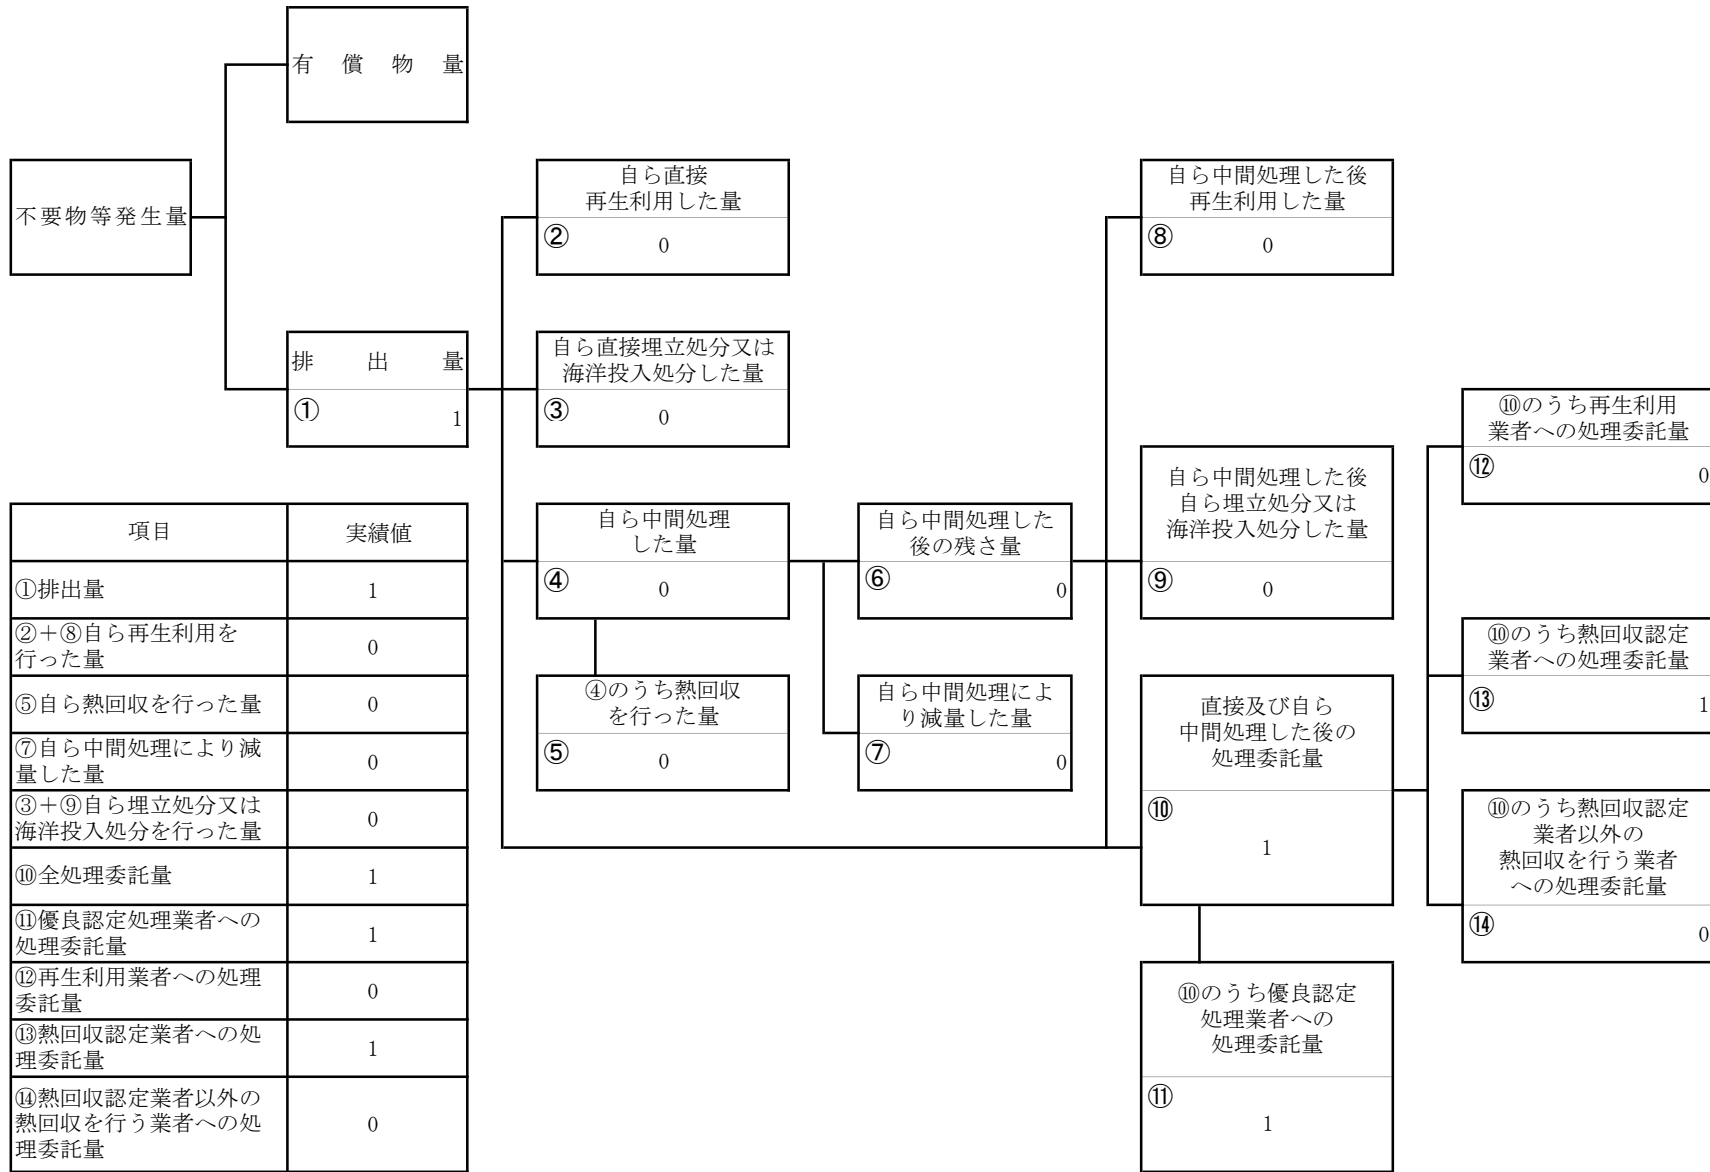 有償物量
不要物等発生量
排出量
①
1
自ら直接
再生利用した量
②
0
自ら直接埋立処分又は
海洋投入処分した量
③
0
自ら中間処理
した量
④
0
④のうち熱回収
を行った量
⑤
0
自ら中間処理した
後の残さ量
⑥
0
自ら中間処理によ
り減量した量
⑦
0
自ら中間処理した後
再生利用した量
⑧
0
自ら中間処理した後
自ら埋立処分又は
海洋投入処分した量
⑨
0
直接及び自ら
中間処理した後の
処理委託量
⑩
1
⑩のうち優良認定
処理業者への
処理委託量
⑪
1
⑩のうち再生利用
業者への処理委託量
⑫
0
⑩のうち熱回収認定
業者への処理委託量
⑬
1
⑩のうち熱回収認定
業者以外の
熱回収を行う業者
への処理委託量
⑭
0
項目 実績値
①排出量 1
②＋⑧自ら再生利用を
行った量 0
⑤自ら熱回収を行った量 0
⑦自ら中間処理により減
量した量 0
③＋⑨自ら埋立処分又は
海洋投入処分を行った量 0
⑩全処理委託量 1
⑪優良認定処理業者への
処理委託量 1
⑫再生利用業者への処理
委託量 0
⑬熱回収認定業者への処
理委託量 1
⑭熱回収認定業者以外の
熱回収を行う業者への処
理委託量 0